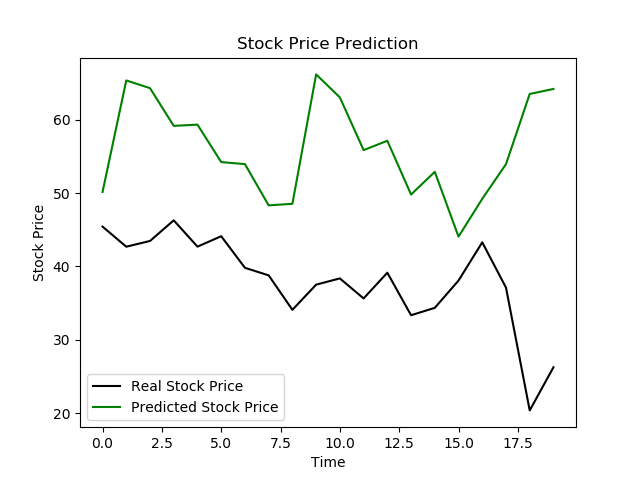 Stock Price Prediction
Stock Price
60
50
40
30
20
Real Stock Price
Predicted Stock Price
0.0 2.5 5.0 7.5 10.0 12.5 15.0 17.5
Time